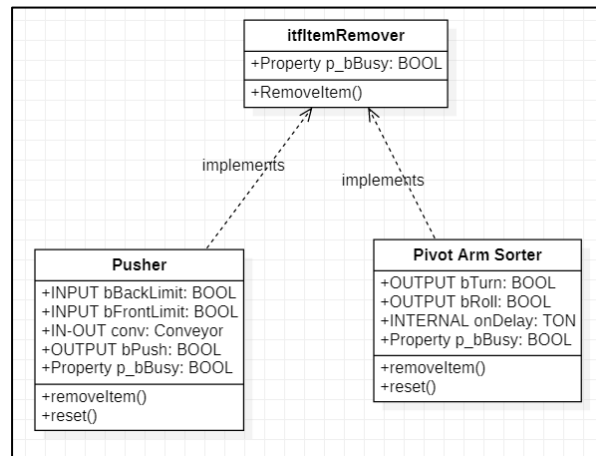 itfItemRemover
+Property p_bBusy: BOOL
+RemoveItem()
implements
implements
Pusher
+INPUT bBackLimit: BOOL
+INPUT bFrontLimit: BOOL
+IN-OUT conv: Conveyor
+OUTPUT bPush: BOOL
+Property p_bBusy: BOOL
+removeItem()
+reset()
Pivot Arm Sorter
+OUTPUT bTurn: BOOL
+OUTPUT bRoll: BOOL
+INTERNAL onDelay: TON
+Property p_bBusy: BOOL
+removeItem()
+reset()